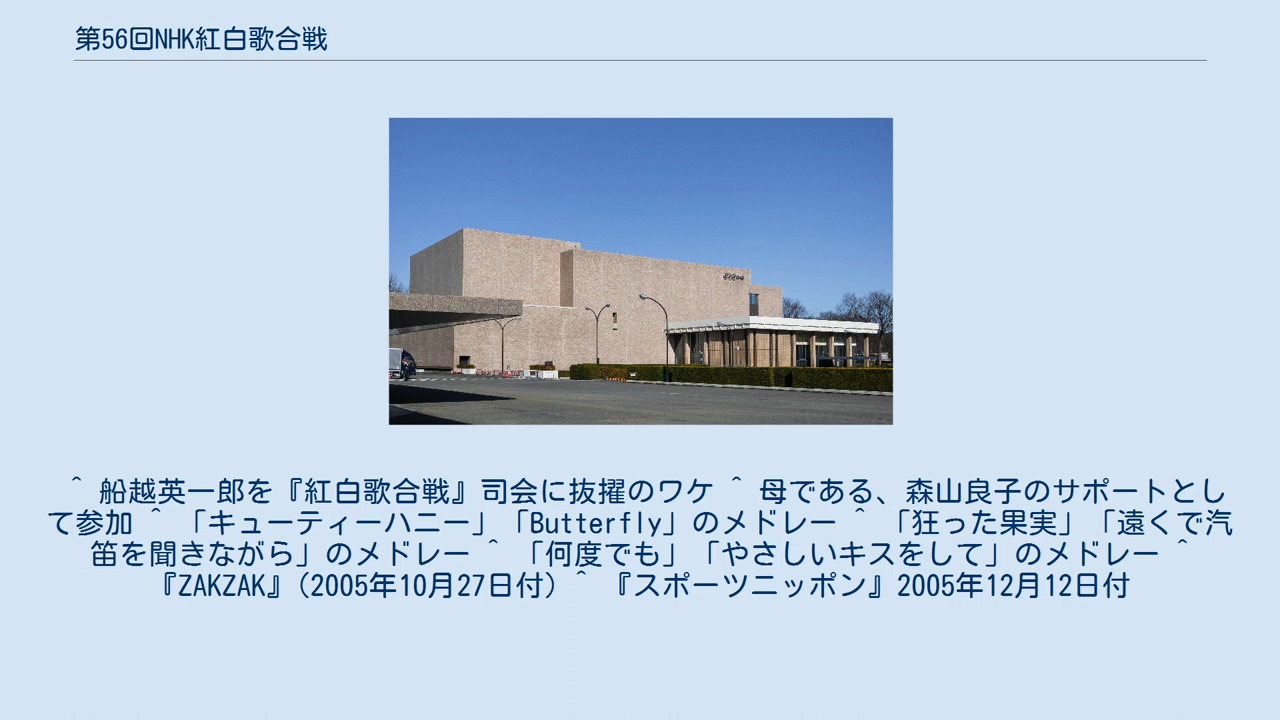 第56回NHK紅白歌合戦
^ 船越英一郎を『紅白歌合戦』司会に抜擢のワケ ^ 母である、森山良子のサポートとし
て参加 ^ 「キューティーハニー」「Butterfly」のメドレー ^ 「狂った果実」「遠くで汽
笛を聞きながら」のメドレー ^ 「何度でも」「やさしいキスをして」のメドレー ^
『ZAKZAK』（2005年10月27日付） ^ 『スポーツニッポン』2005年12月12日付